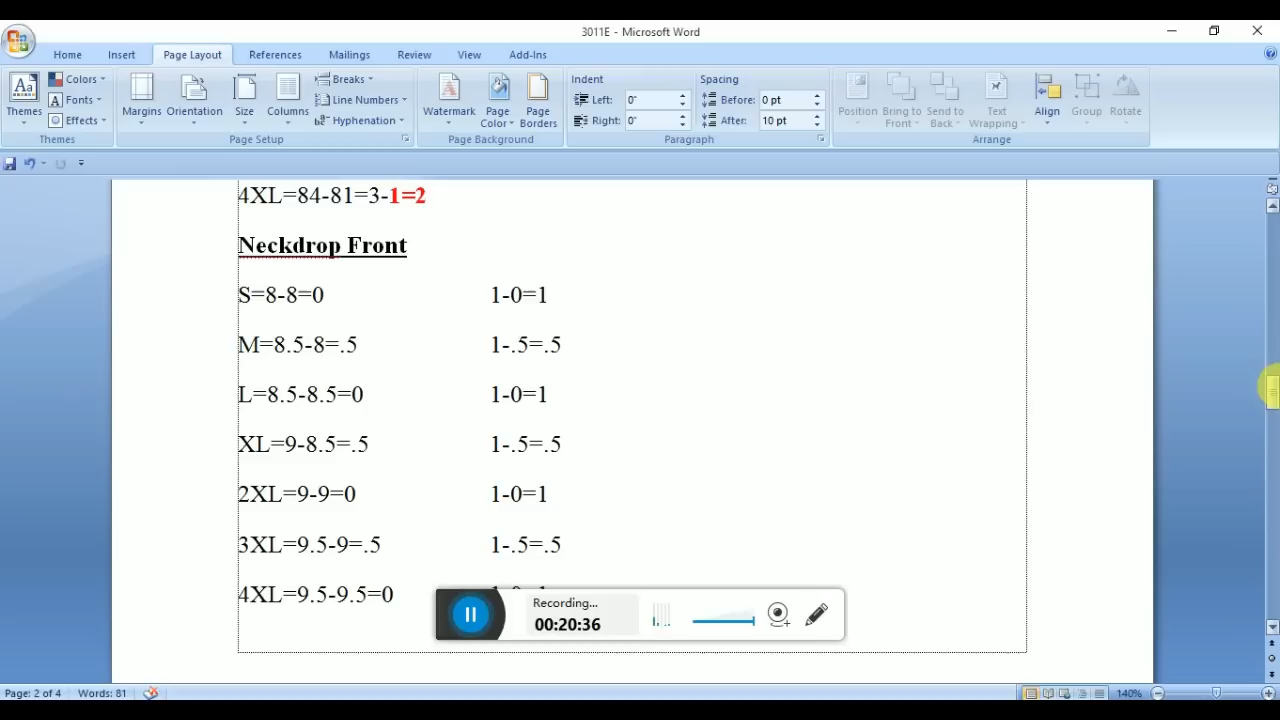 3011E - Microsoft Word
Home Insert Page Layout References Mailings Review View Add-Ins
Themes Colors Fonts Effects
Margins Orientation Size Columns Breaks Line Numbers Hyphenation
Watermark Page Color Page Borders
Indent Left: 0" Right: 0"
Spacing Before: 0 pt After: 10 pt
Position Bring to Front Send to Back Text Wrapping Align Group Rotate
Themes Page Setup Page Background Paragraph Arrange
4XL=84-81=3-1=2
Neckdrop Front
S=8-8=0 1-0=1
M=8.5-8=.5 1-.5=.5
L=8.5-8.5=0 1-0=1
XL=9-8.5=.5 1-.5=.5
2XL=9-9=0 1-0=1
3XL=9.5-9=.5 1-.5=.5
4XL=9.5-9.5=0
Recording...
00:20:36
Page: 2 of 4 Words: 81 140%